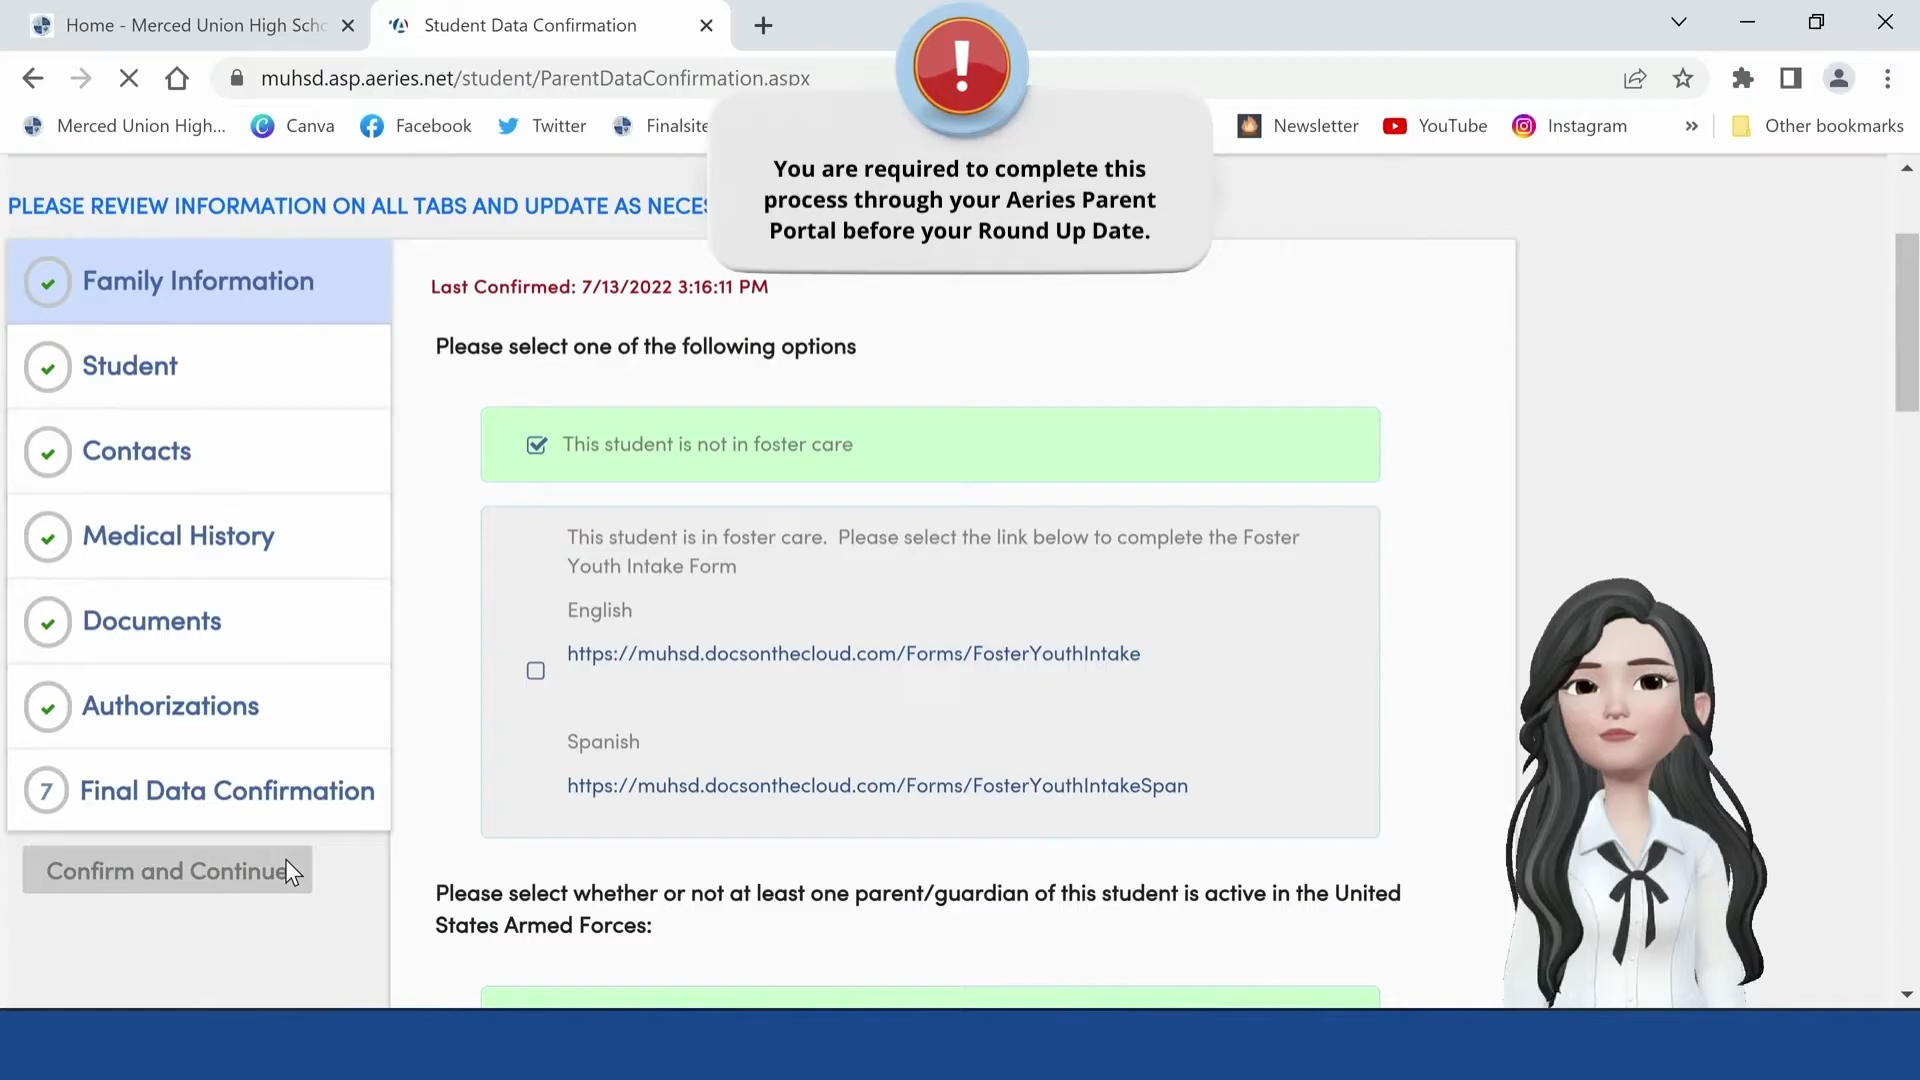 Home - Merced Union High Scho
Student Data Confirmation
muhsd.asp.aeries.net/student/ParentDataConfirmation.aspx
Merced Union High...
Canva
Facebook
Twitter
Finalsite
Newsletter
YouTube
Instagram
»
Other bookmarks
!
You are required to complete this
process through your Aeries Parent
Portal before your Round Up Date.
PLEASE REVIEW INFORMATION ON ALL TABS AND UPDATE AS NECES
Family Information
Student
Contacts
Medical History
Documents
Authorizations
7 Final Data Confirmation
Confirm and Continue
Last Confirmed: 7/13/2022 3:16:11 PM
Please select one of the following options
This student is not in foster care
This student is in foster care. Please select the link below to complete the Foster
Youth Intake Form
English
https://muhsd.docsonthecloud.com/Forms/FosterYouthIntake
Spanish
https://muhsd.docsonthecloud.com/Forms/FosterYouthIntakeSpan
Please select whether or not at least one parent/guardian of this student is active in the United
States Armed Forces: